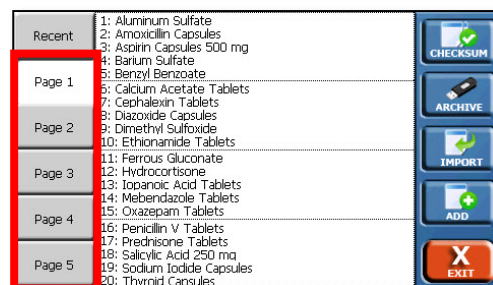 Recent
Page 1
Page 2
Page 3
Page 4
Page 5
1: Aluminum Sulfate
2: Amoxicillin Capsules
3: Aspirin Capsules 500 mg
4: Barium Sulfate
5: Benzyl Benzoate
6: Calcium Acetate Tablets
7: Cephalexin Tablets
8: Diazoxide Capsules
9: Dimethyl Sulfoxide
10: Ethionamide Tablets
11: Ferrous Gluconate
12: Hydrocortisone
13: Iopanoic Acid Tablets
14: Mebendazole Tablets
15: Oxazepam Tablets
16: Penicillin V Tablets
17: Prednisone Tablets
18: Salicylic Acid 250 mg
19: Sodium Iodide Capsules
20: Thyroid Capsules
CHECKSUM
ARCHIVE
IMPORT
ADD
X
EXIT